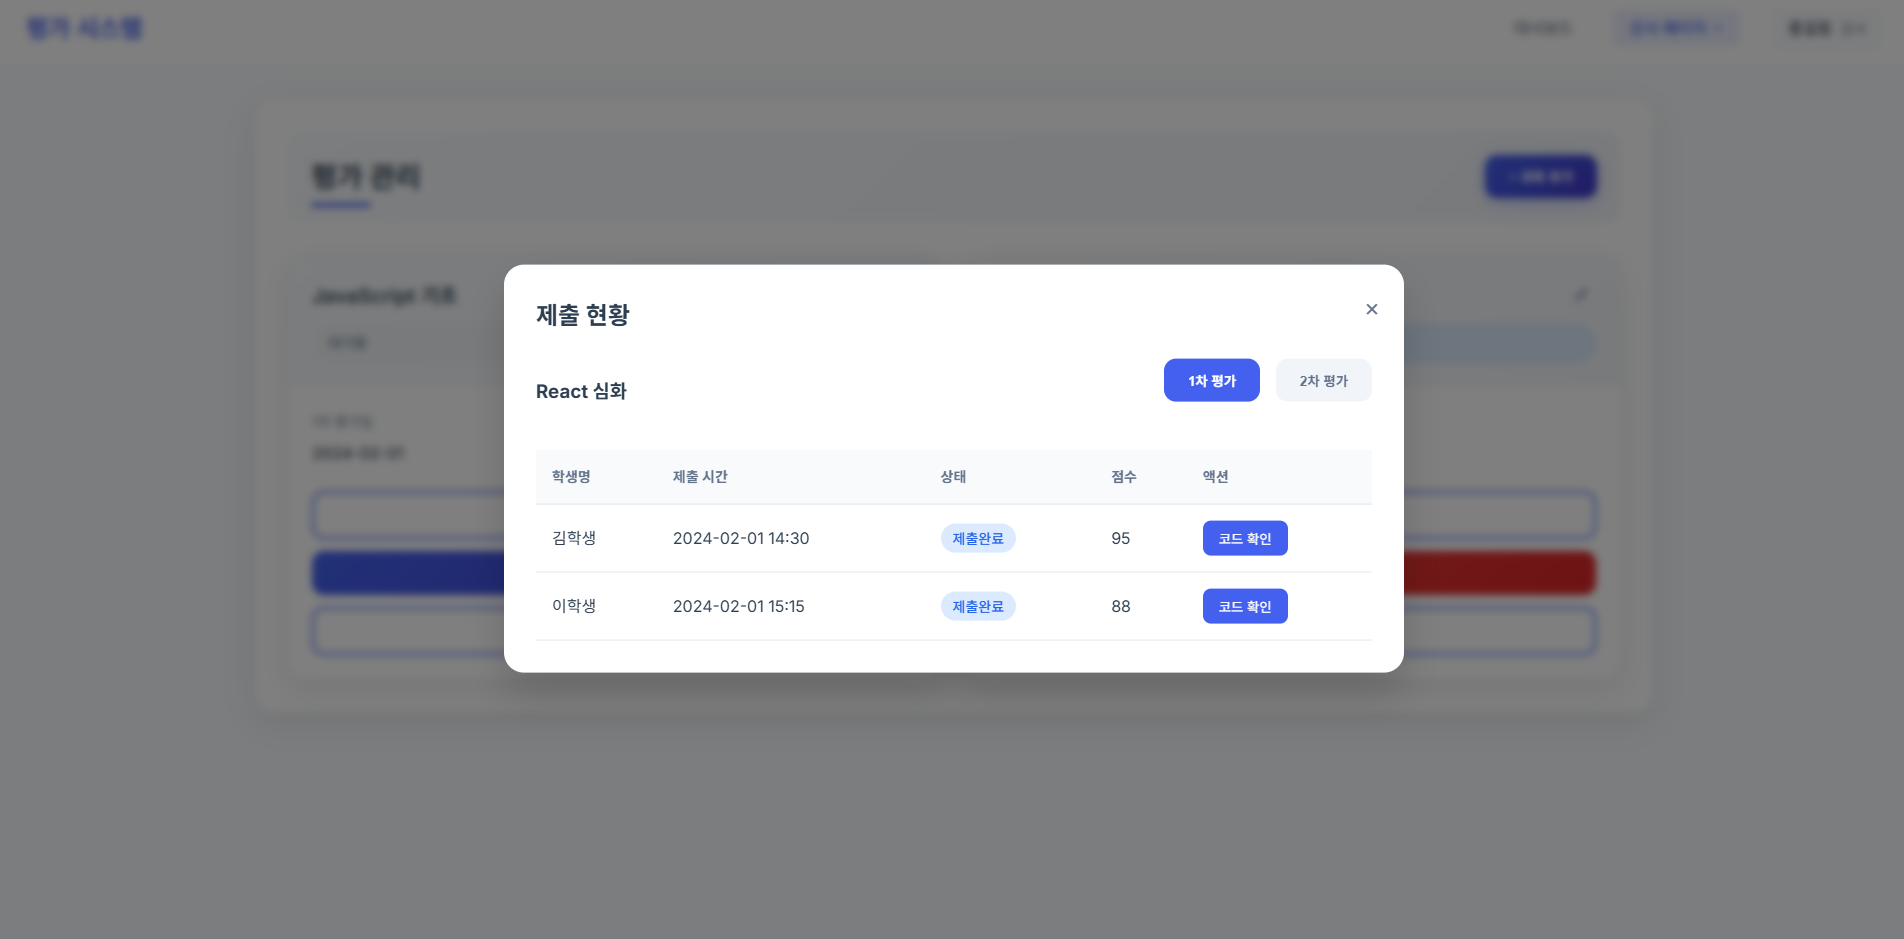 평가 시스템
평가 관리
JavaScript 기초
2024-02-01
제출 현황
×
React 심화
1차 평가
2차 평가
학생명 제출 시간 상태 점수 액션
김학생 2024-02-01 14:30 제출완료 95 코드 확인
이학생 2024-02-01 15:15 제출완료 88 코드 확인